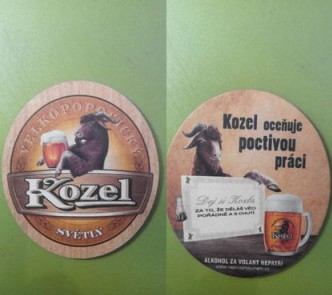 VELKOPOPOVICKÝ
Kozel
SVĚTLÝ
Kozel oceňuje
poctivou
práci
Dej si Kozla
ZA TO, ŽE DĚLÁŠ VĚCI
POŘÁDNĚ A S CHUTÍ.
Kozel
ALKOHOL ZA VOLANT NEPATŘÍ